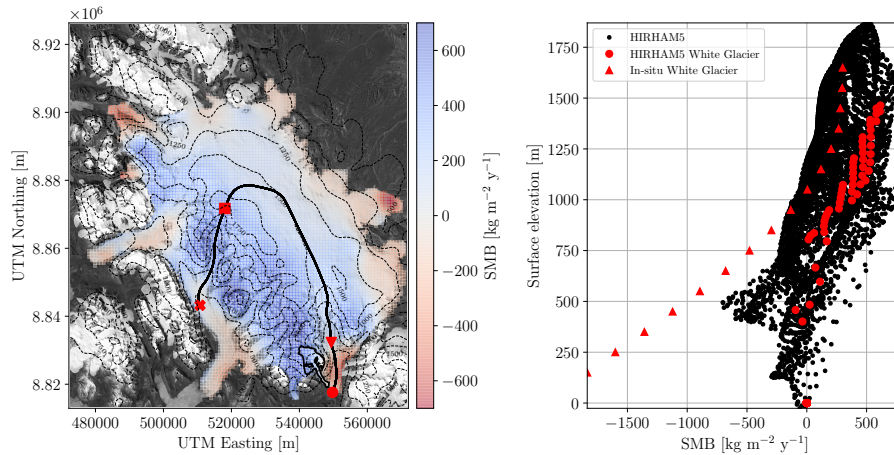 ×10⁶
8.92
8.90
8.88
8.86
8.84
8.82
UTM Northing [m]
480000 500000 520000 540000 560000
UTM Easting [m]
1250
1250
1500
600
400
200
0
−200
−400
−600
SMB [kg m⁻² y⁻¹]
HIRHAM5
HIRHAM5 White Glacier
In-situ White Glacier
1750
1500
1250
1000
750
500
250
0
Surface elevation [m]
−1500 −1000 −500 0 500
SMB [kg m⁻² y⁻¹]